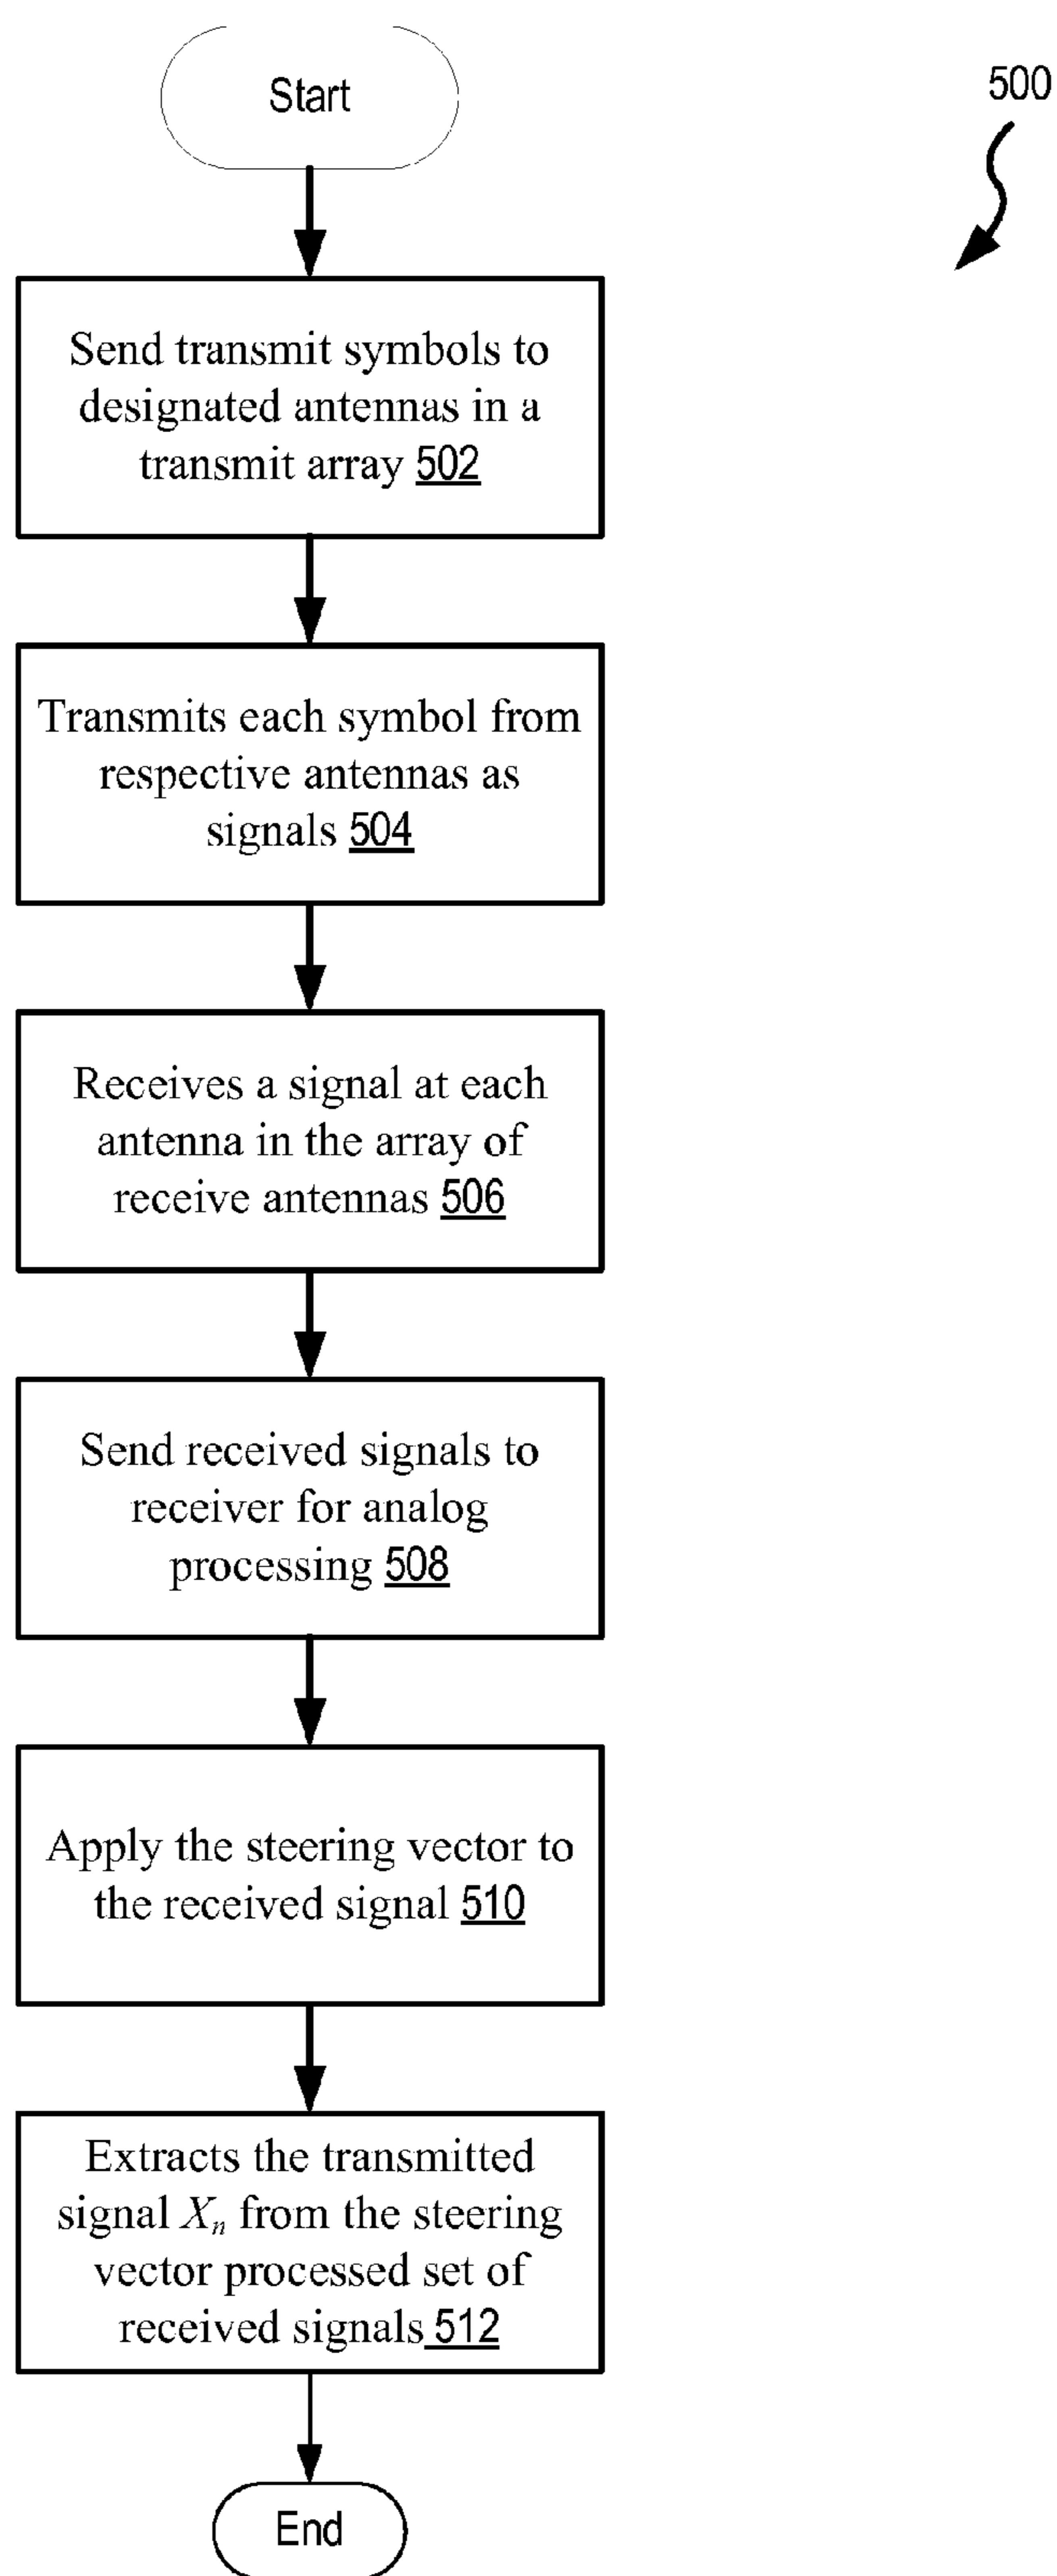 Start
500
Send transmit symbols to
designated antennas in a
transmit array 502
Transmits each symbol from
respective antennas as
signals 504
Receives a signal at each
antenna in the array of
receive antennas 506
Send received signals to
receiver for analog
processing 508
Apply the steering vector to
the received signal 510
Extracts the transmitted
signal Xn from the steering
vector processed set of
received signals 512
End